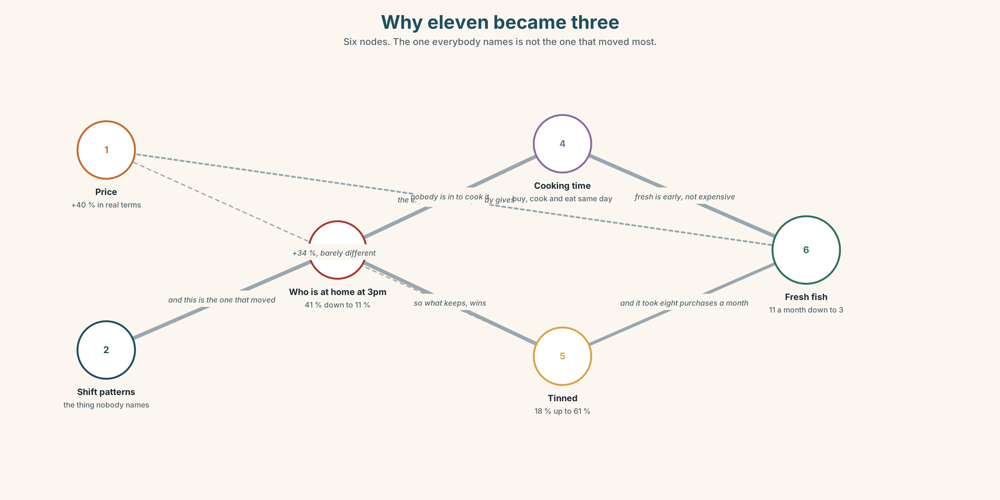 Why eleven became three
Six nodes. The one everybody names is not the one that moved most.
1
Price
+40 % in real terms
4
Cooking time
buy, cook and eat same day
nobody is in to cook it
the gives
fresh is early, not expensive
+34 %, barely different
Who is at home at 3pm
41 % down to 11 %
6
Fresh fish
11 a month down to 3
and this is the one that moved
so what keeps, wins
and it took eight purchases a month
2
Shift patterns
the thing nobody names
5
Tinned
18 % up to 61 %